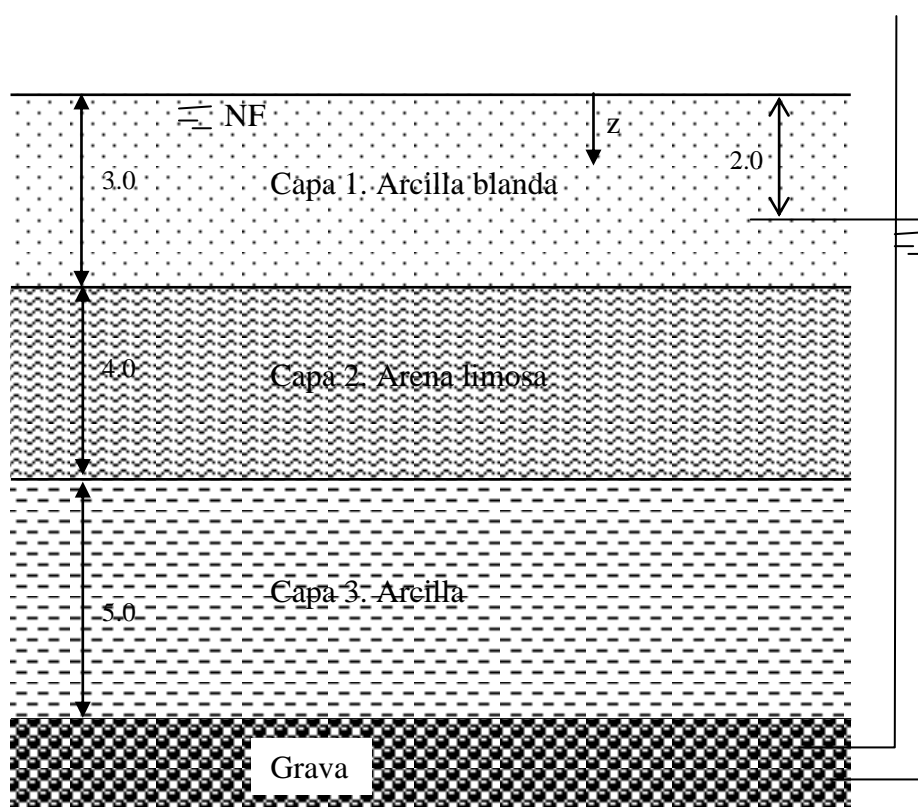 NF
z
2.0
3.0
Capa 1. Arcilla blanda
4.0
Capa 2. Arena limosa
Capa 3. Arcilla
5.0
Grava